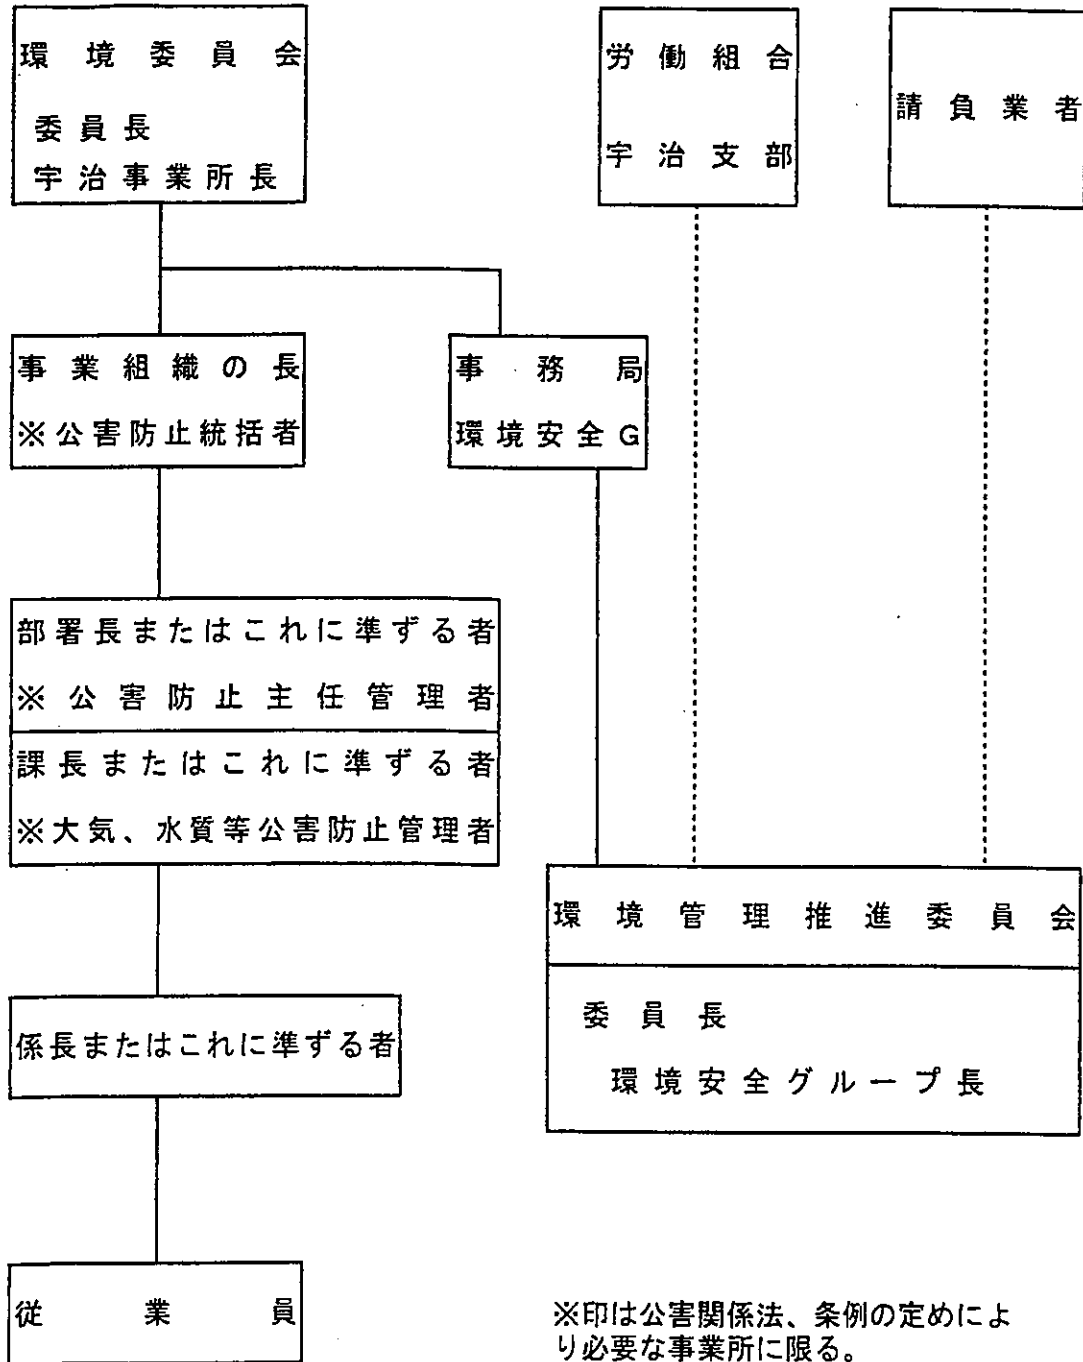 環境委員会
委員長
宇治事業所長
労働組合
宇治支部
請負業者
事業組織の長
※公害防止統括者
事務局
環境安全G
部署長またはこれに準ずる者
※公害防止主任管理者
課長またはこれに準ずる者
※大気、水質等公害防止管理者
環境管理推進委員会
委員長
環境安全グループ長
係長またはこれに準ずる者
従業員
※印は公害関係法、条例の定めによ
り必要な事業所に限る。